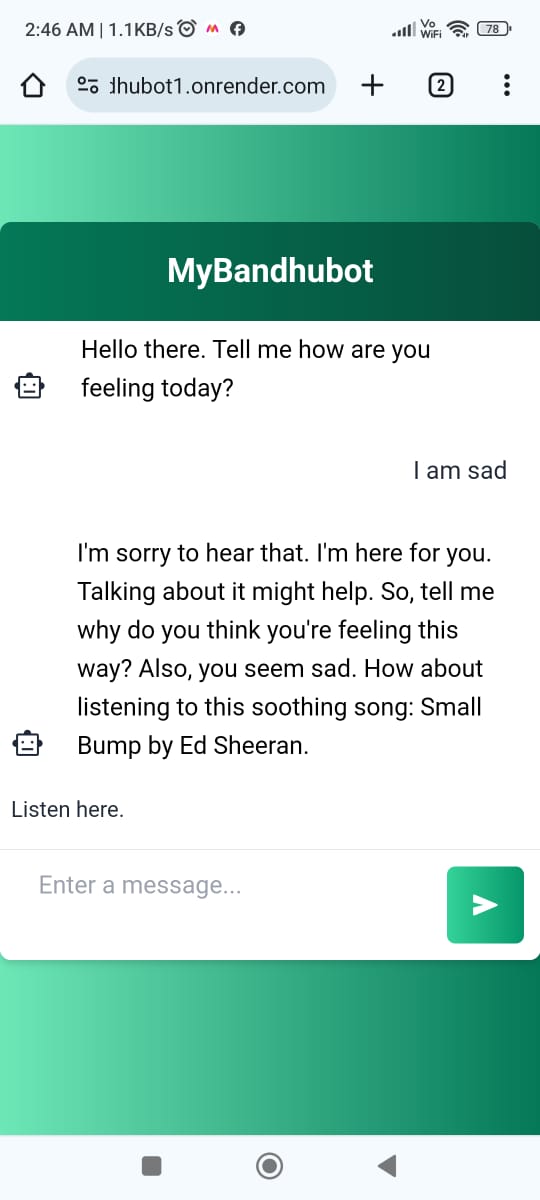 2:46 AM | 1.1KB/s
Vo
WiFi
78
dhubot1.onrender.com
2
MyBandhubot
Hello there. Tell me how are you
feeling today?
I am sad
I'm sorry to hear that. I'm here for you.
Talking about it might help. So, tell me
why do you think you're feeling this
way? Also, you seem sad. How about
listening to this soothing song: Small
Bump by Ed Sheeran.
Listen here.
Enter a message...